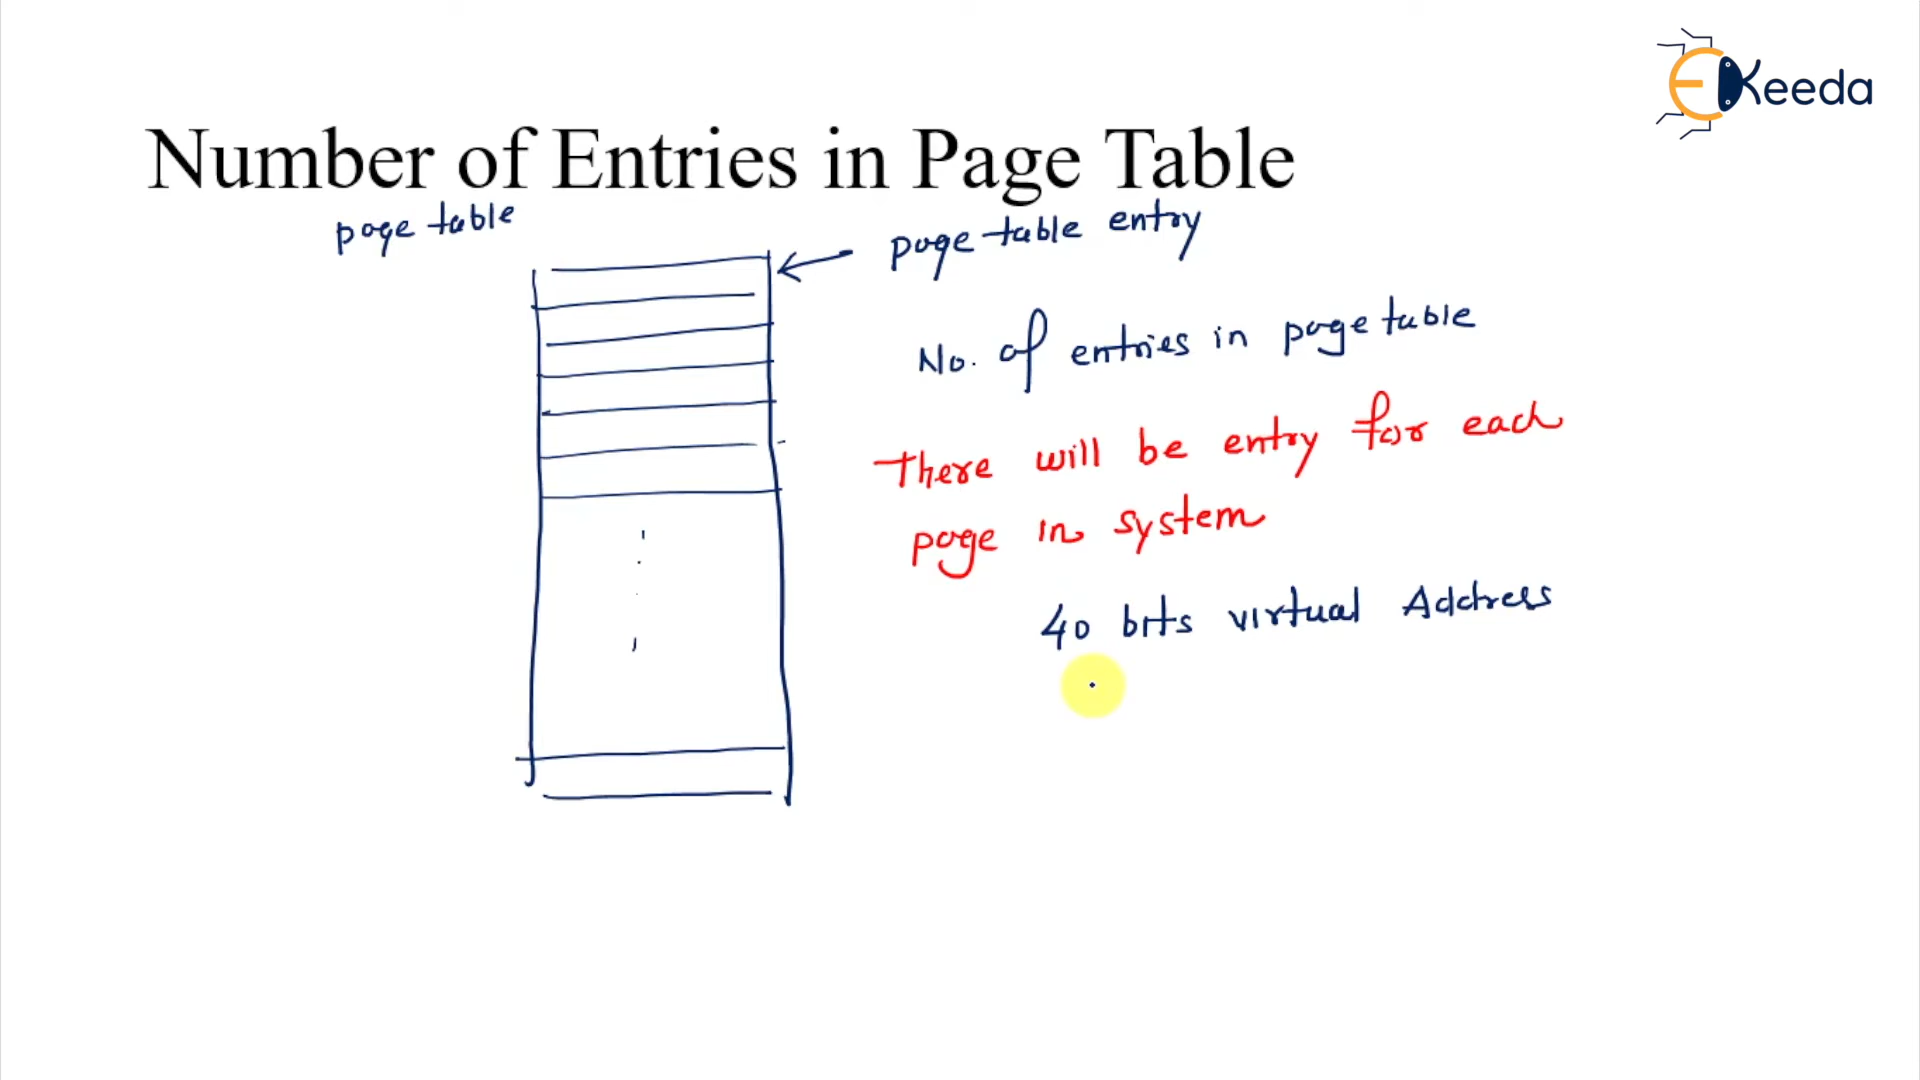 EKeeda
Number of Entries in Page Table
page table
page table entry
No. of entries in page table
There will be entry for each
page in system
40 bits virtual Address